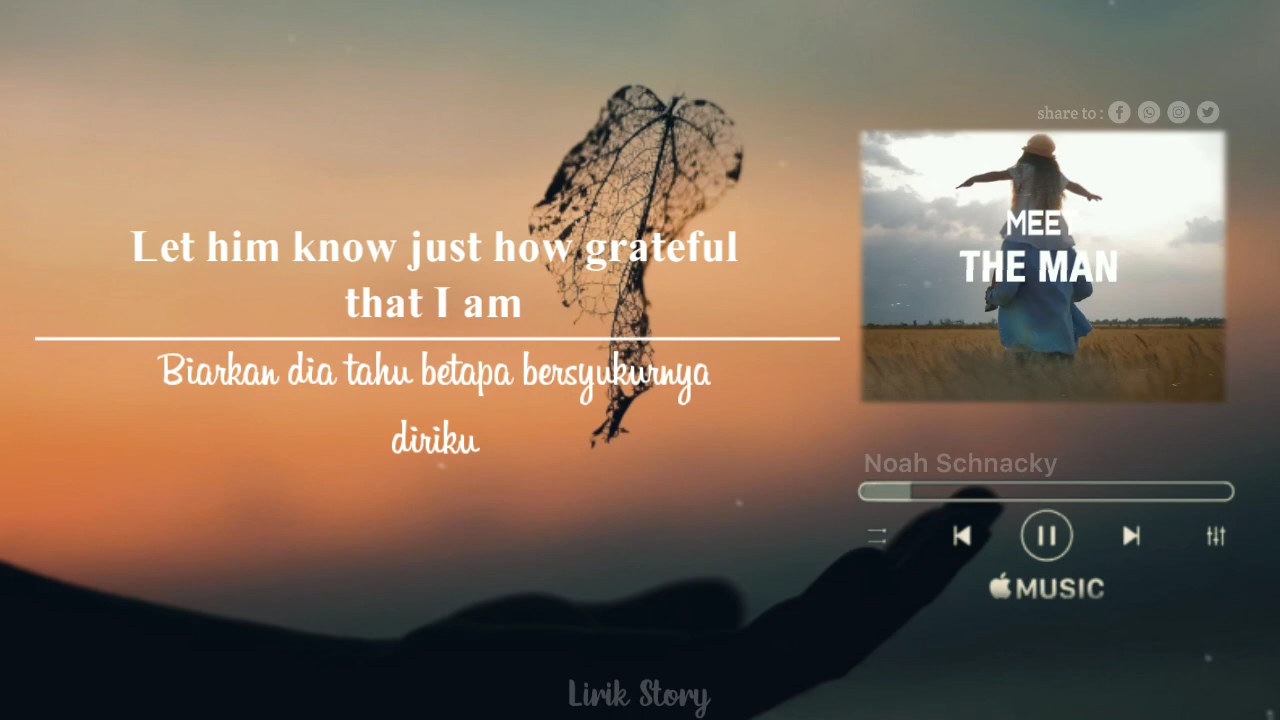 share to :
MEET
THE MAN
Let him know just how grateful
that I am
Biarkan dia tahu betapa bersyukurnya
diriku
Noah Schnacky
MUSIC
Lirik Story